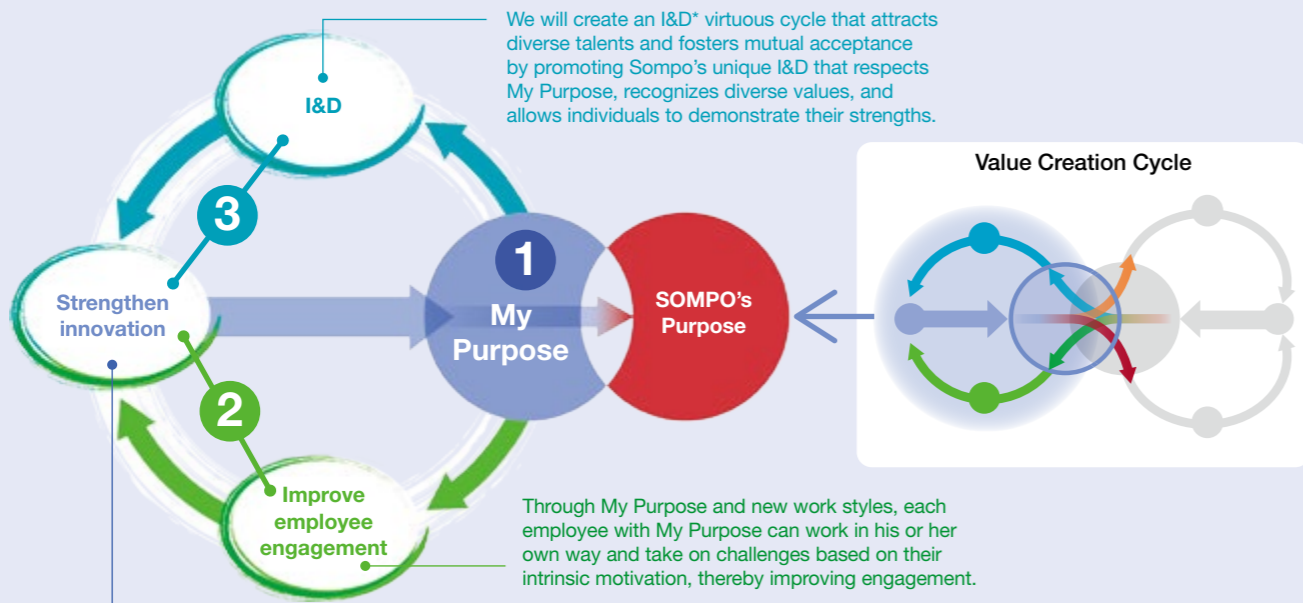 We will create an I&D* virtuous cycle that attracts
diverse talents and fosters mutual acceptance
by promoting Sompo's unique I&D that respects
My Purpose, recognizes diverse values, and
allows individuals to demonstrate their strengths.
I&D
3
Value Creation Cycle
1
My
Purpose
SOMPO's
Purpose
Strengthen
innovation
2
Improve
employee
engagement
Through My Purpose and new work styles, each
employee with My Purpose can work in his or her
own way and take on challenges based on their
intrinsic motivation, thereby improving engagement.